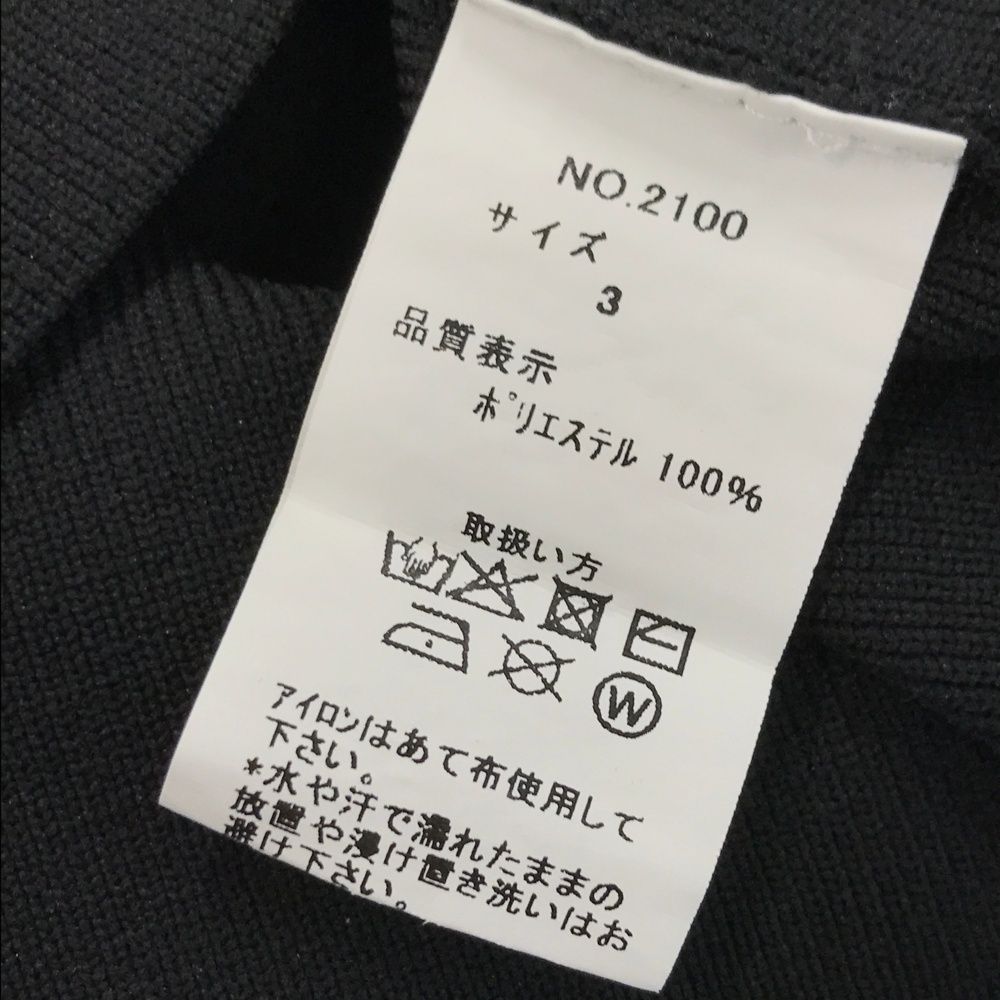 NO.2100
サイズ
3
品質表示
ポリエステル 100%
取扱い方
W
アイロンはあて布使用して
下さい。
*水や汗で濡れたままの
放置や浸け置き洗いはお
避け下さい。